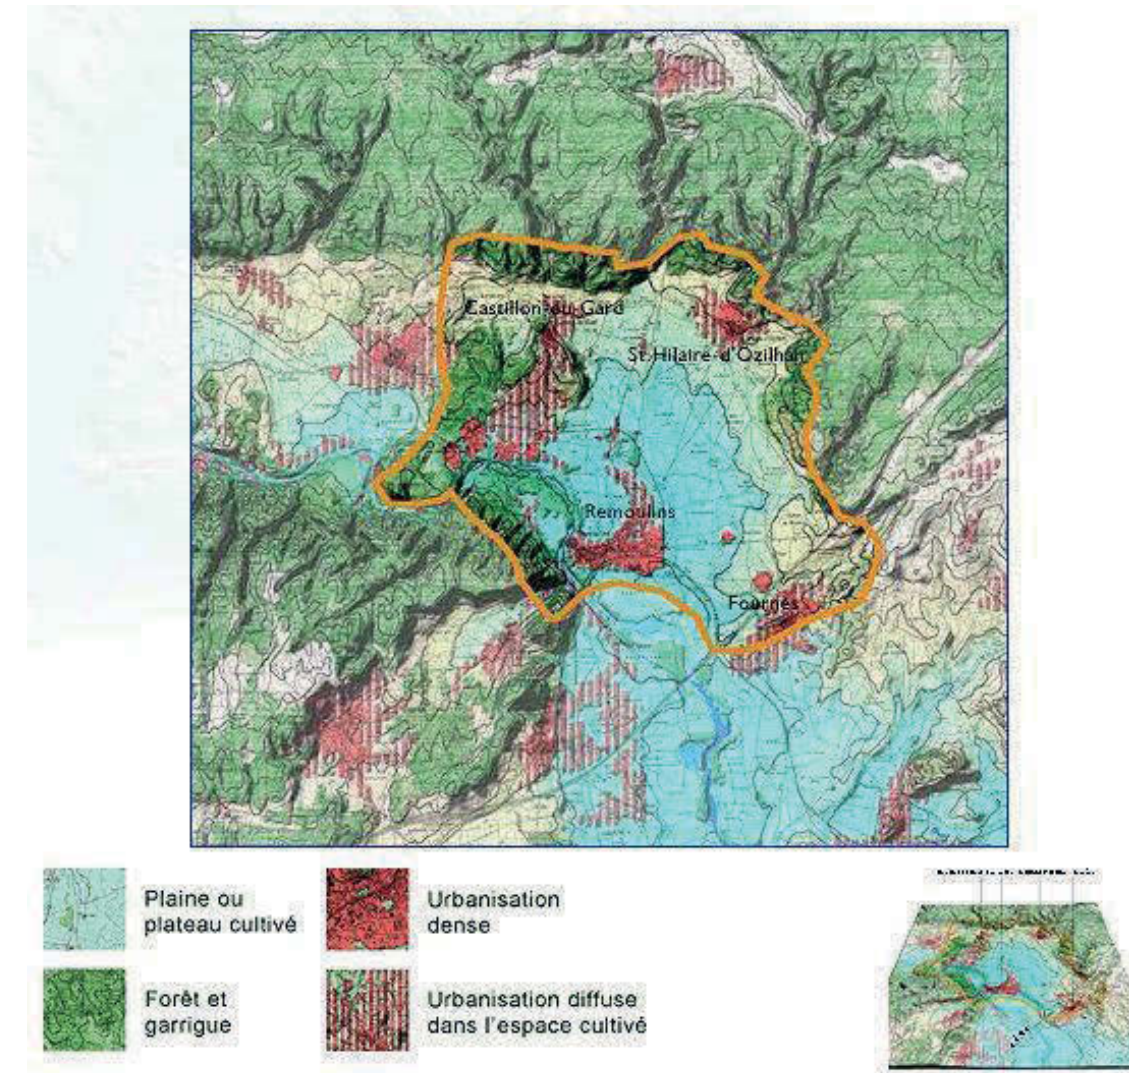 Castillon-du-Gard
St Hilaire-d'Ozilhan
Remoulins
Fournès
Plaine ou
plateau cultivé
Urbanisation
dense
Forêt et
garrigue
Urbanisation diffuse
dans l'espace cultivé